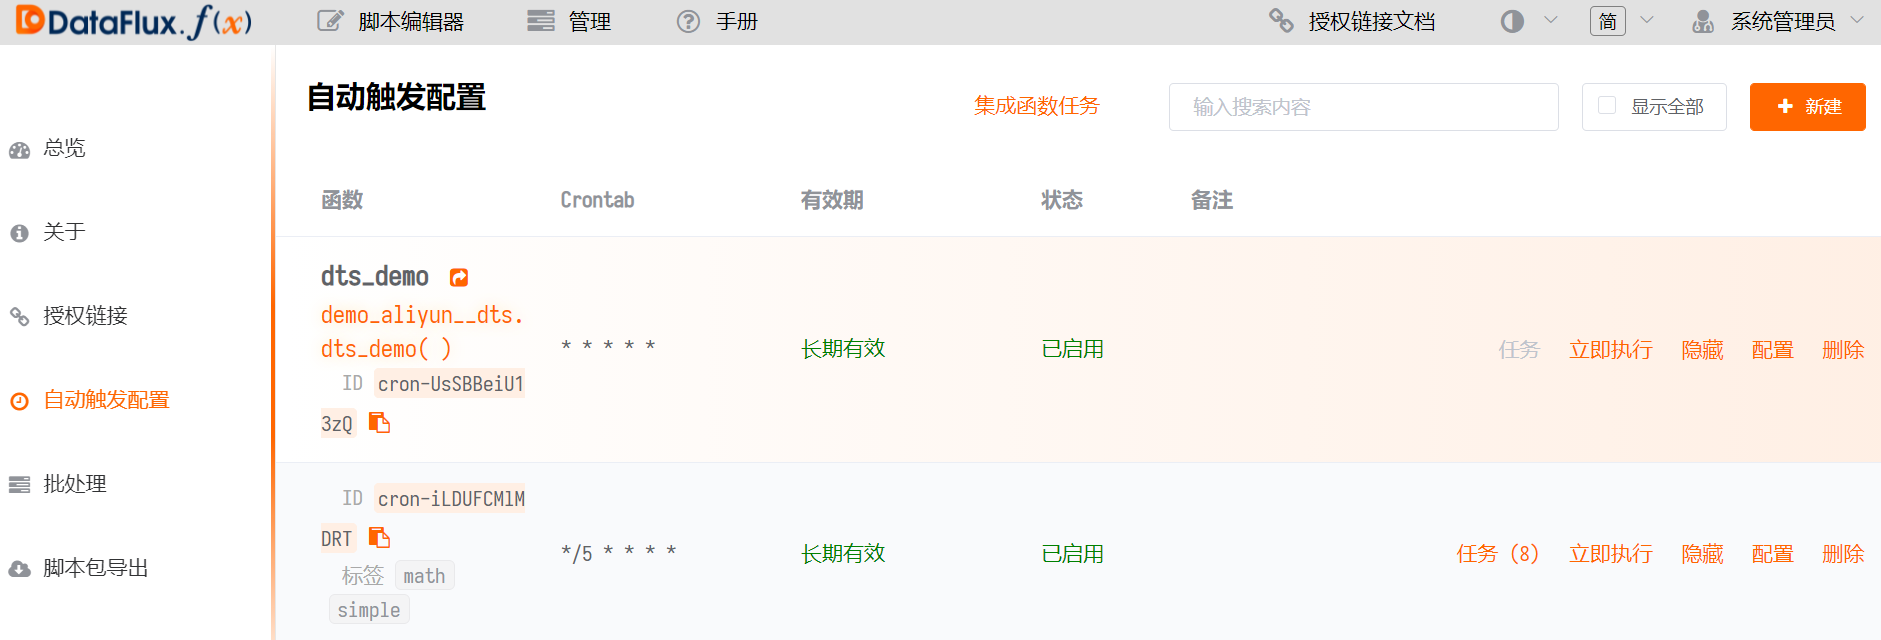 DataFlux.f(x)
脚本编辑器
管理
手册
授权链接文档
简
系统管理员
总览
关于
授权链接
自动触发配置
批处理
脚本包导出
自动触发配置
集成函数任务
输入搜索内容
显示全部
+ 新建
函数 Crontab 有效期 状态 备注
dts_demo
demo_aliyun__dts.
dts_demo( )
ID cron-UsSBBeiU1
3zQ
* * * * *
长期有效
已启用
任务 立即执行 隐藏 配置 删除
ID cron-iLDUFCMlM
DRT
标签 math
simple
*/5 * * * *
长期有效
已启用
任务 (8) 立即执行 隐藏 配置 删除